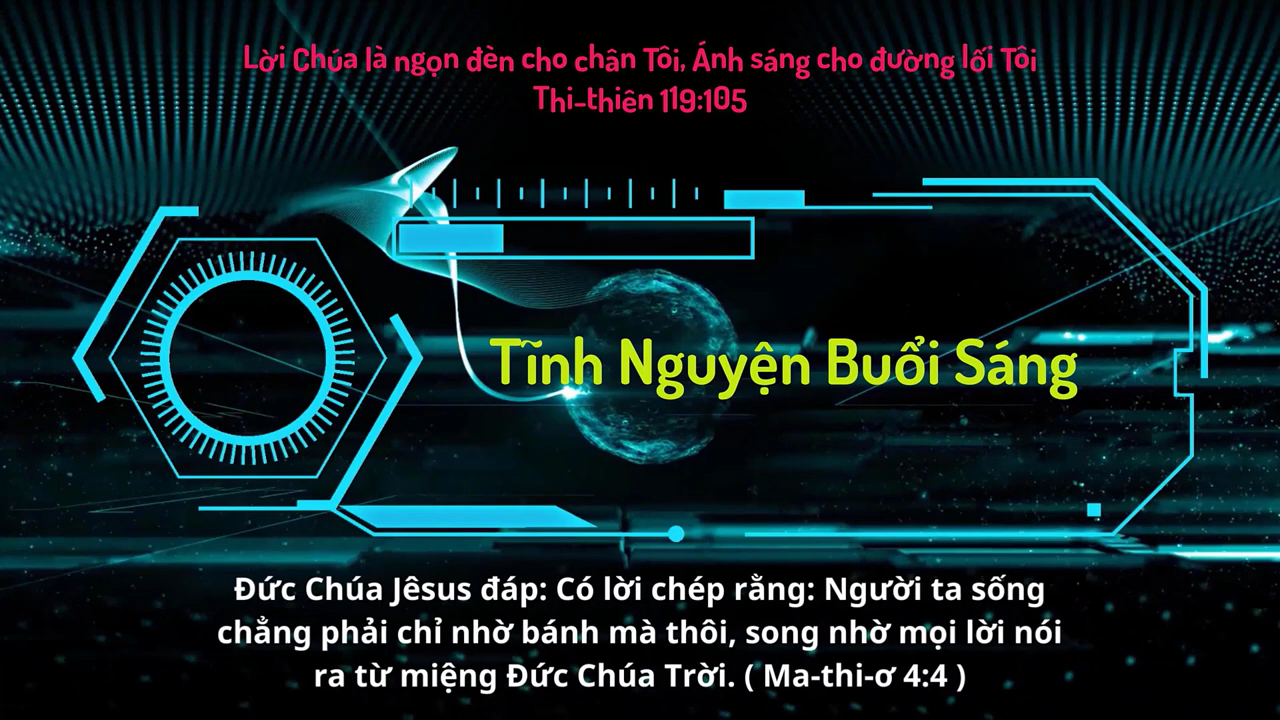 Lời Chúa là ngọn đèn cho chân Tôi, Ánh sáng cho đường lối Tôi
Thi-thiên 119:105
Tĩnh Nguyện Buổi Sáng
Đức Chúa Jêsus đáp: Có lời chép rằng: Người ta sống
chẳng phải chỉ nhờ bánh mà thôi, song nhờ mọi lời nói
ra từ miệng Đức Chúa Trời. ( Ma-thi-ơ 4:4 )